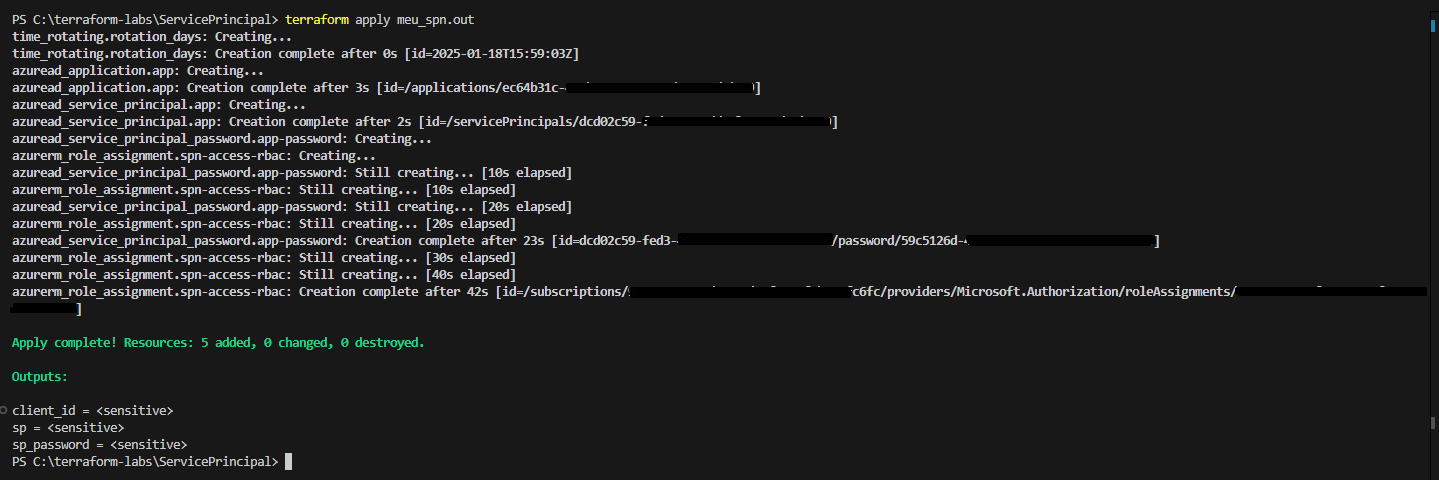 PS C:\terraform-labs\ServicePrincipal> terraform apply meu_spn.out
time_rotating.rotation_days: Creating...
time_rotating.rotation_days: Creation complete after 0s [id=2025-01-18T15:59:03Z]
azuread_application.app: Creating...
azuread_application.app: Creation complete after 3s [id=/applications/ec64b31c-]
azuread_service_principal.app: Creating...
azuread_service_principal.app: Creation complete after 2s [id=/servicePrincipals/dcd02c59-]
azuread_service_principal_password.app-password: Creating...
azurerm_role_assignment.spn-access-rbac: Creating...
azuread_service_principal_password.app-password: Still creating... [10s elapsed]
azurerm_role_assignment.spn-access-rbac: Still creating... [10s elapsed]
azuread_service_principal_password.app-password: Still creating... [20s elapsed]
azurerm_role_assignment.spn-access-rbac: Still creating... [20s elapsed]
azuread_service_principal_password.app-password: Creation complete after 23s [id=dcd02c59-fed3- /password/59c5126d- ]
azurerm_role_assignment.spn-access-rbac: Still creating... [30s elapsed]
azurerm_role_assignment.spn-access-rbac: Still creating... [40s elapsed]
azurerm_role_assignment.spn-access-rbac: Creation complete after 42s [id=/subscriptions/ c6fc/providers/Microsoft.Authorization/roleAssignments/
]
Apply complete! Resources: 5 added, 0 changed, 0 destroyed.
Outputs:
client_id = <sensitive>
sp = <sensitive>
sp_password = <sensitive>
PS C:\terraform-labs\ServicePrincipal>